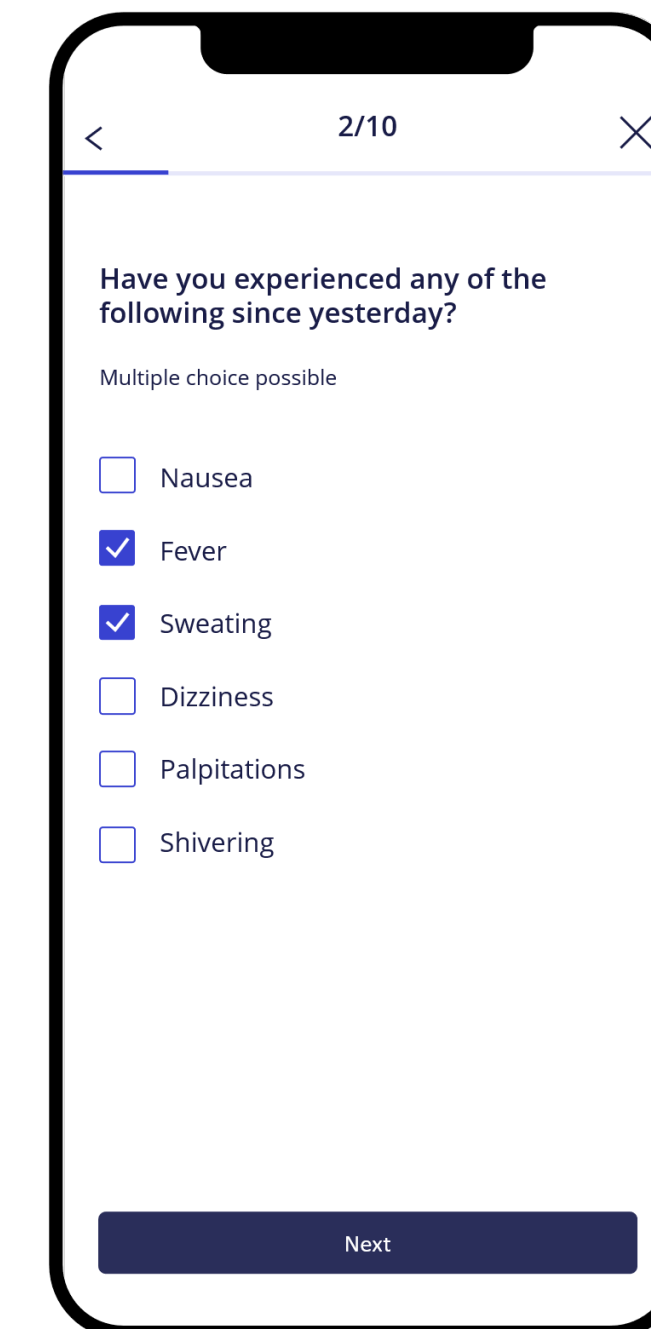 2/10
Have you experienced any of the
following since yesterday?
Multiple choice possible
Nausea
Fever
Sweating
Dizziness
Palpitations
Shivering
Next